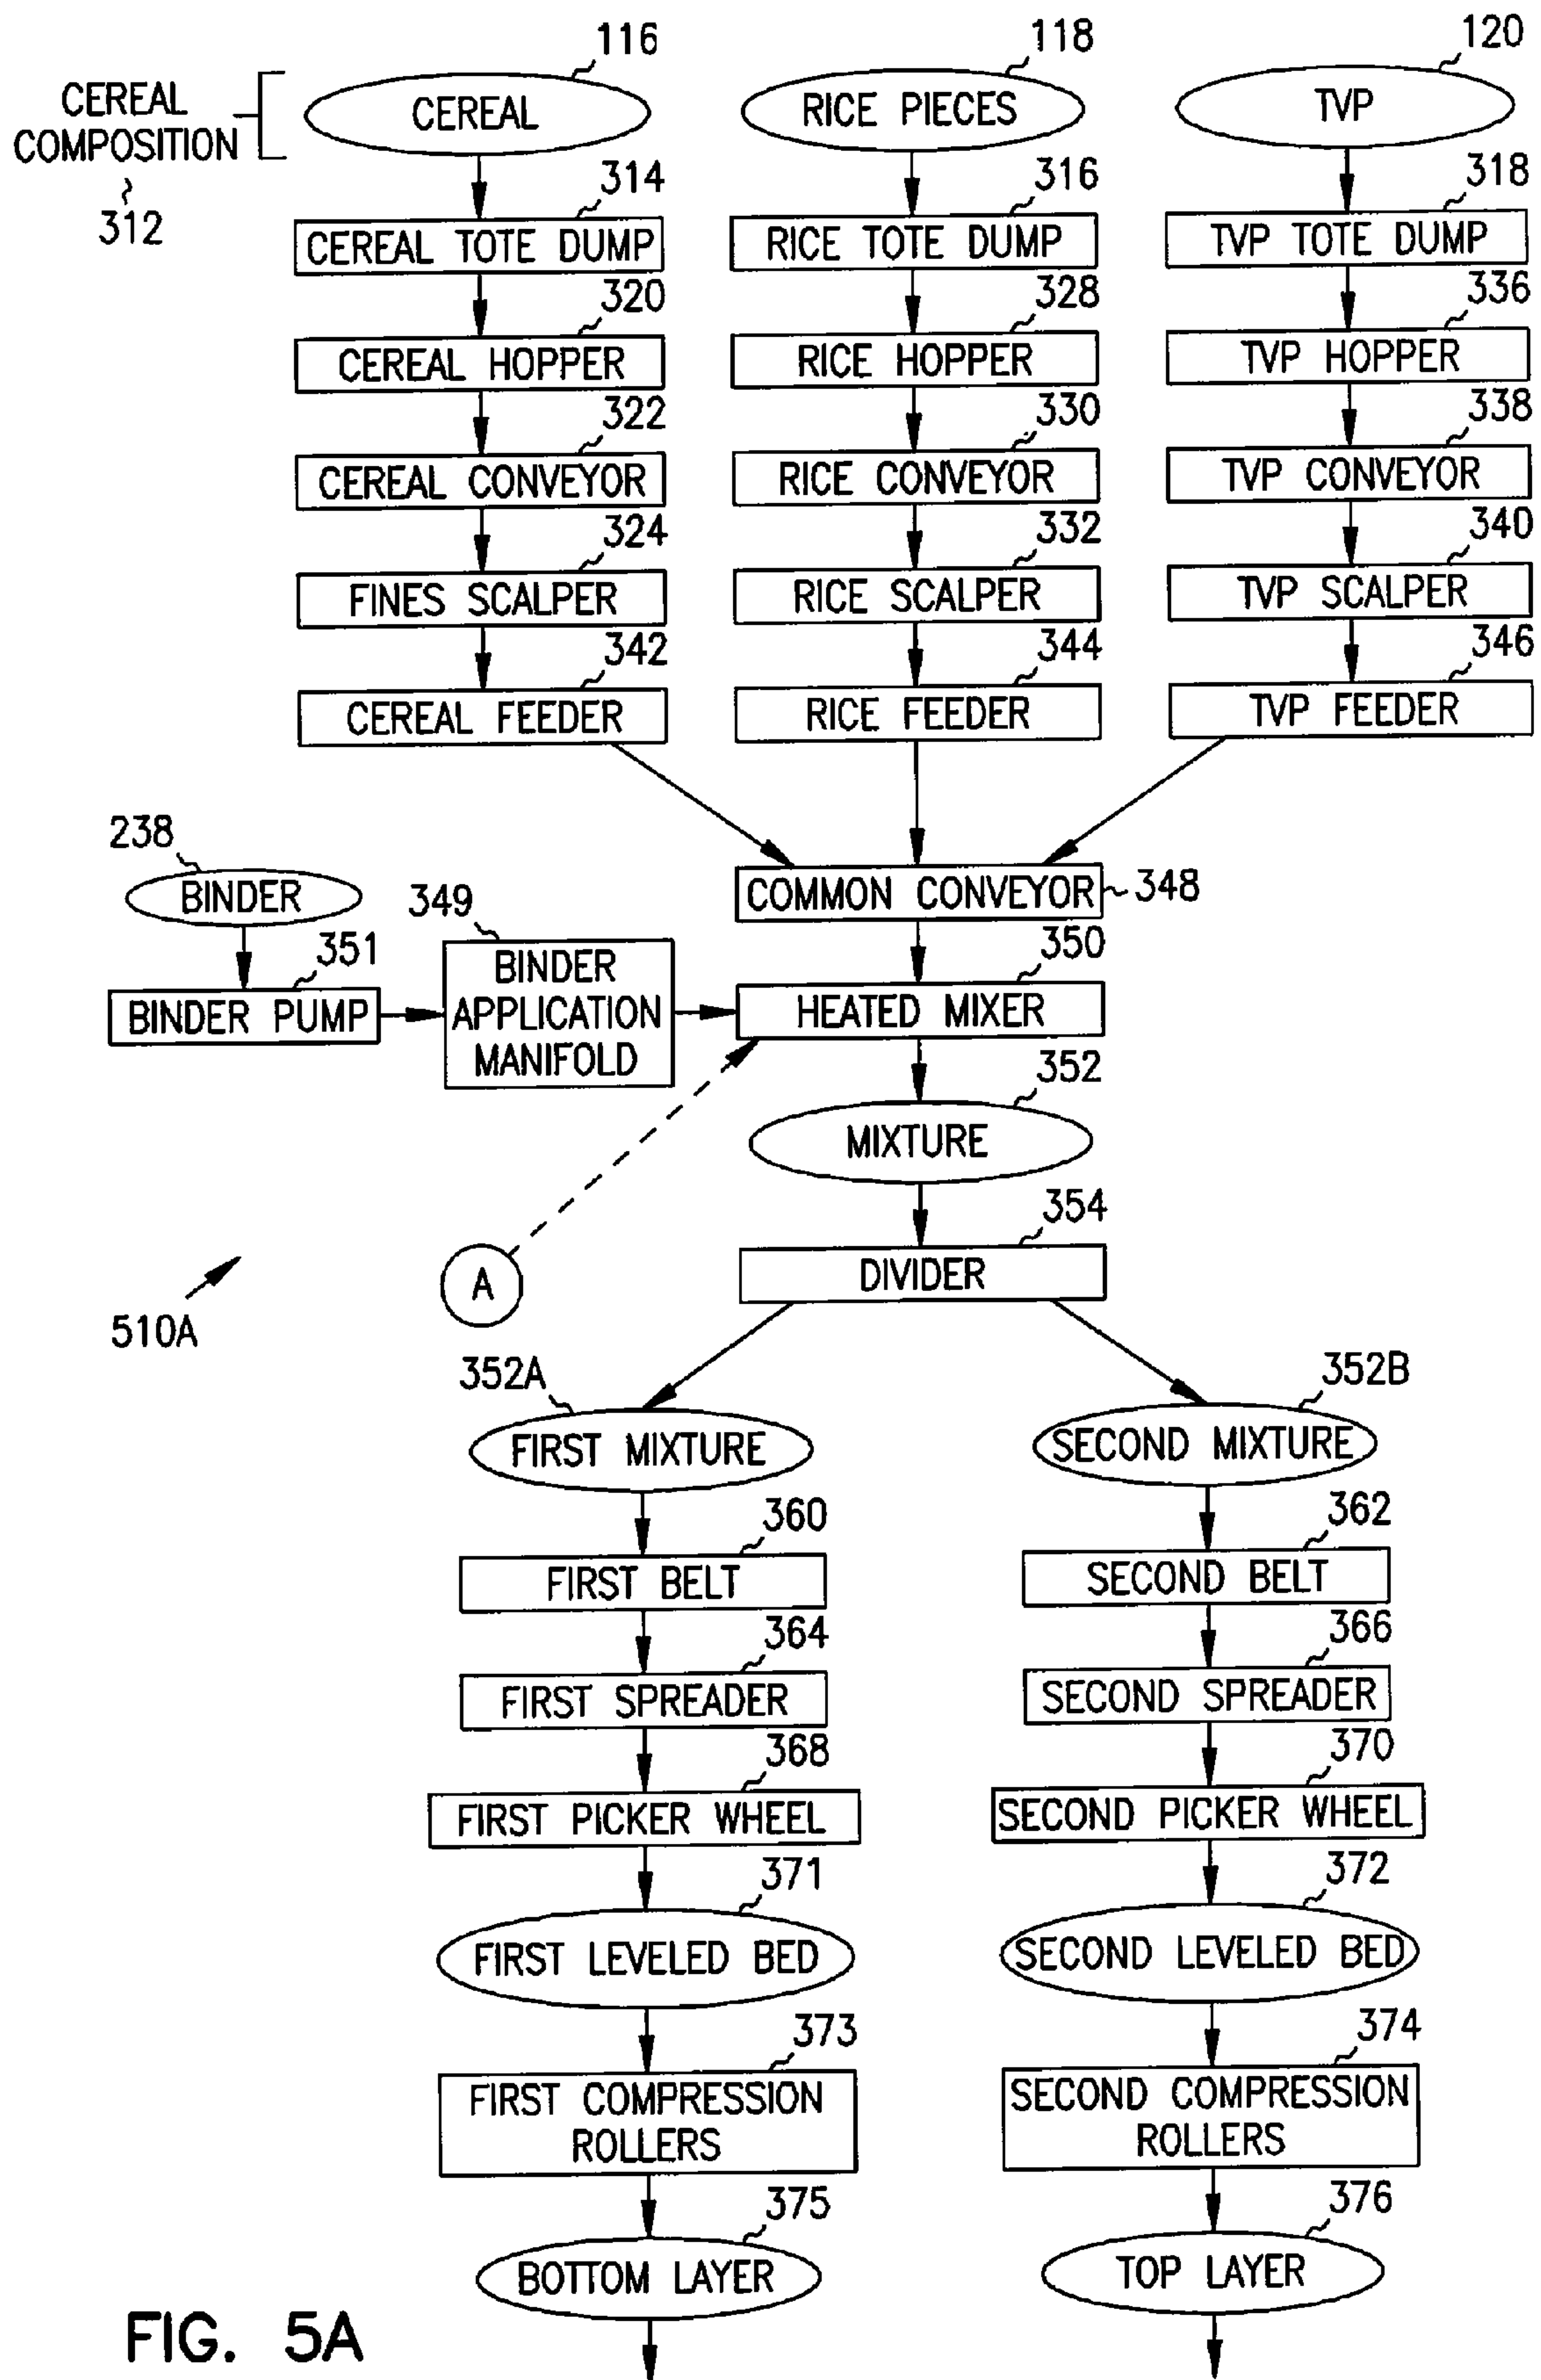 116
118
120
CEREAL
COMPOSITION
312
CEREAL
RICE PIECES
TVP
314
316
318
CEREAL TOTE DUMP
RICE TOTE DUMP
TVP TOTE DUMP
320
328
336
CEREAL HOPPER
RICE HOPPER
TVP HOPPER
322
330
338
CEREAL CONVEYOR
RICE CONVEYOR
TVP CONVEYOR
324
332
340
FINES SCALPER
RICE SCALPER
TVP SCALPER
342
344
346
CEREAL FEEDER
RICE FEEDER
TVP FEEDER
238
BINDER
349
COMMON CONVEYOR
348
351
350
BINDER PUMP
BINDER
APPLICATION
MANIFOLD
HEATED MIXER
352
MIXTURE
354
A
DIVIDER
510A
352A
352B
FIRST MIXTURE
SECOND MIXTURE
360
362
FIRST BELT
SECOND BELT
364
366
FIRST SPREADER
SECOND SPREADER
368
370
FIRST PICKER WHEEL
SECOND PICKER WHEEL
371
372
FIRST LEVELED BED
SECOND LEVELED BED
373
374
FIRST COMPRESSION
ROLLERS
SECOND COMPRESSION
ROLLERS
375
376
BOTTOM LAYER
TOP LAYER
FIG. 5A